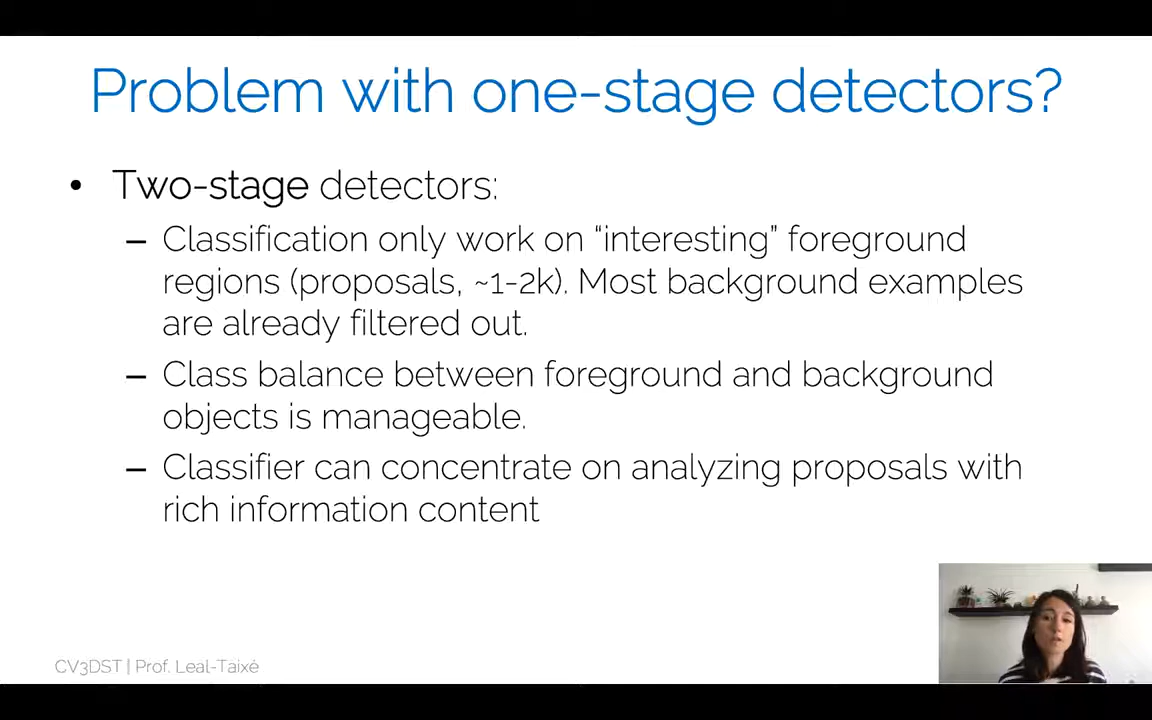 Problem with one-stage detectors?
• Two-stage detectors:
– Classification only work on “interesting” foreground
regions (proposals, ~1-2k). Most background examples
are already filtered out.
– Class balance between foreground and background
objects is manageable.
– Classifier can concentrate on analyzing proposals with
rich information content
CV3DST | Prof. Leal-Taixé